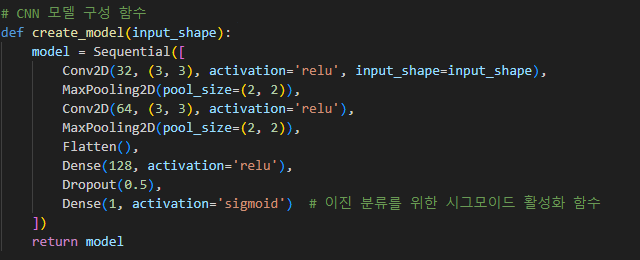 # CNN 모델 구성 함수
def create_model(input_shape):
    model = Sequential([
        Conv2D(32, (3, 3), activation='relu', input_shape=input_shape),
        MaxPooling2D(pool_size=(2, 2)),
        Conv2D(64, (3, 3), activation='relu'),
        MaxPooling2D(pool_size=(2, 2)),
        Flatten(),
        Dense(128, activation='relu'),
        Dropout(0.5),
        Dense(1, activation='sigmoid')  # 이진 분류를 위한 시그모이드 활성화 함수
    ])
    return model